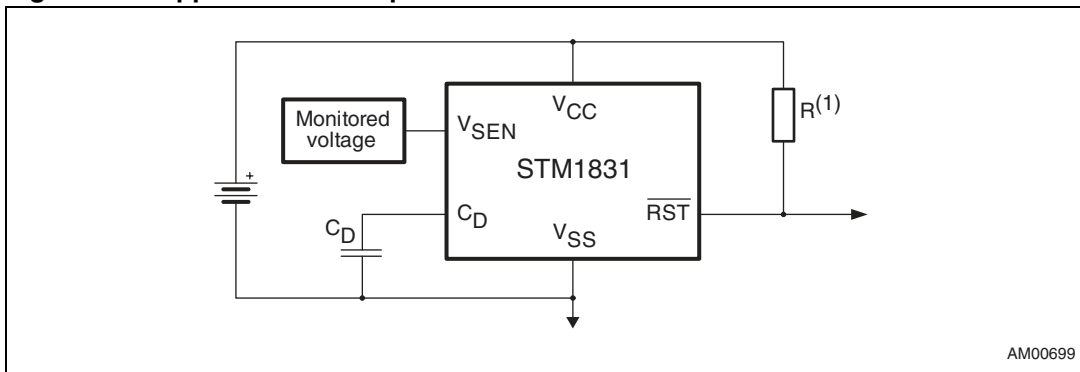 Monitored
voltage
V_SEN
V_CC
STM1831
R(1)
C_D
C_D
V_SS
RST
AM00699